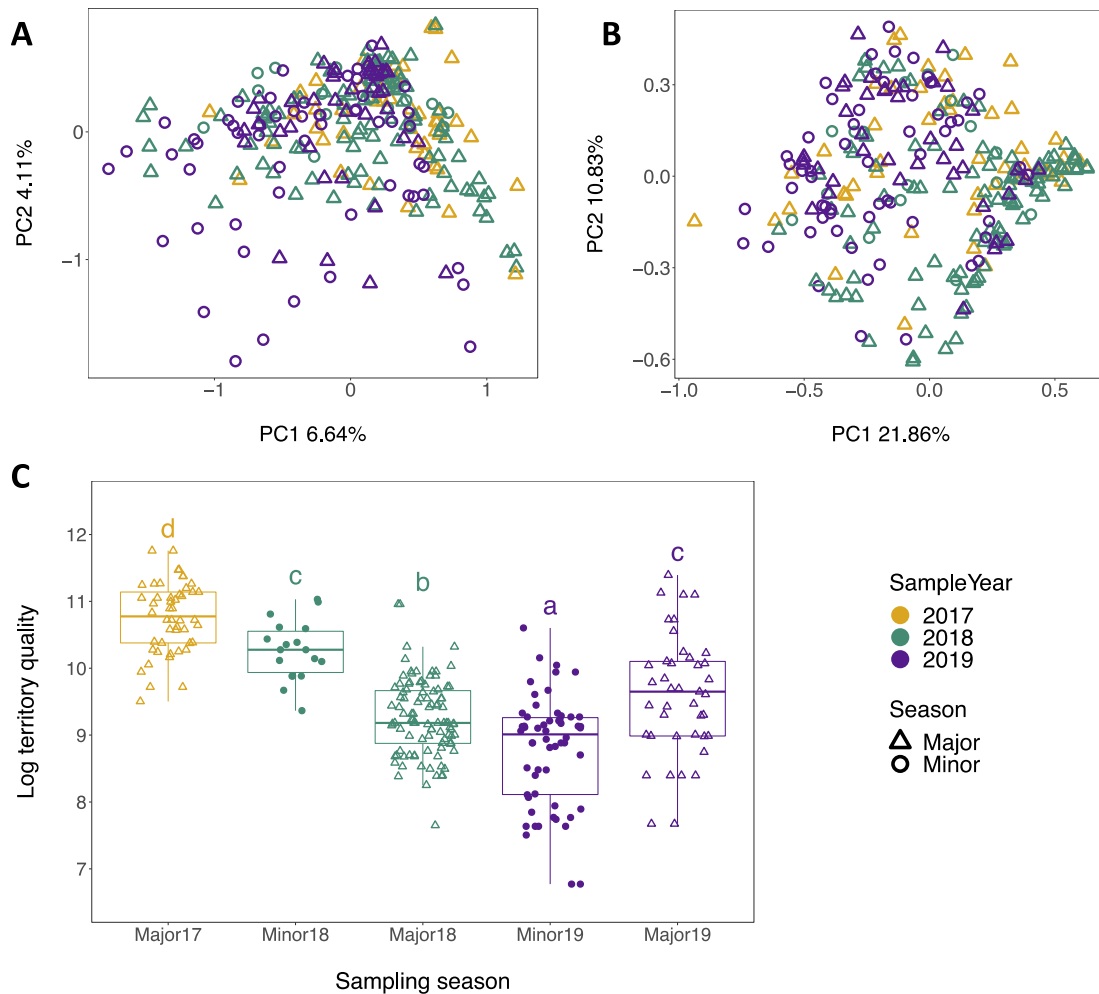 A
B
PC2 4.11%
0
−1
−1
0
1
PC1 6.64%
PC2 10.83%
0.3
0.0
−0.3
−0.6
−1.0
−0.5
0.0
0.5
PC1 21.86%
C
Log territory quality
12
11
10
9
8
7
d
c
b
a
c
Major17
Minor18
Major18
Minor19
Major19
Sampling season
SampleYear
2017
2018
2019
Season
Major
Minor